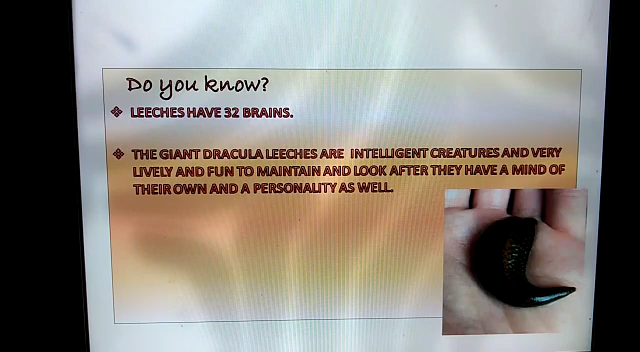 Do you know?
❖ LEECHES HAVE 32 BRAINS.
❖ THE GIANT DRACULA LEECHES ARE INTELLIGENT CREATURES AND VERY
LIVELY AND FUN TO MAINTAIN AND LOOK AFTER THEY HAVE A MIND OF
THEIR OWN AND A PERSONALITY AS WELL.